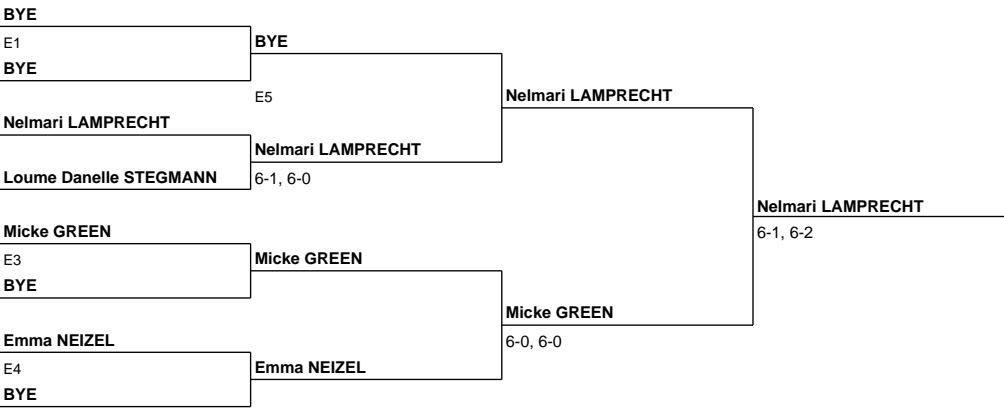 BYE
E1
BYE
BYE
E5
Nelmari LAMPRECHT
Nelmari LAMPRECHT
Nelmari LAMPRECHT
Loume Danelle STEGMANN
6-1, 6-0
Nelmari LAMPRECHT
6-1, 6-2
Micke GREEN
E3
BYE
Micke GREEN
Micke GREEN
6-0, 6-0
Emma NEIZEL
E4
BYE
Emma NEIZEL